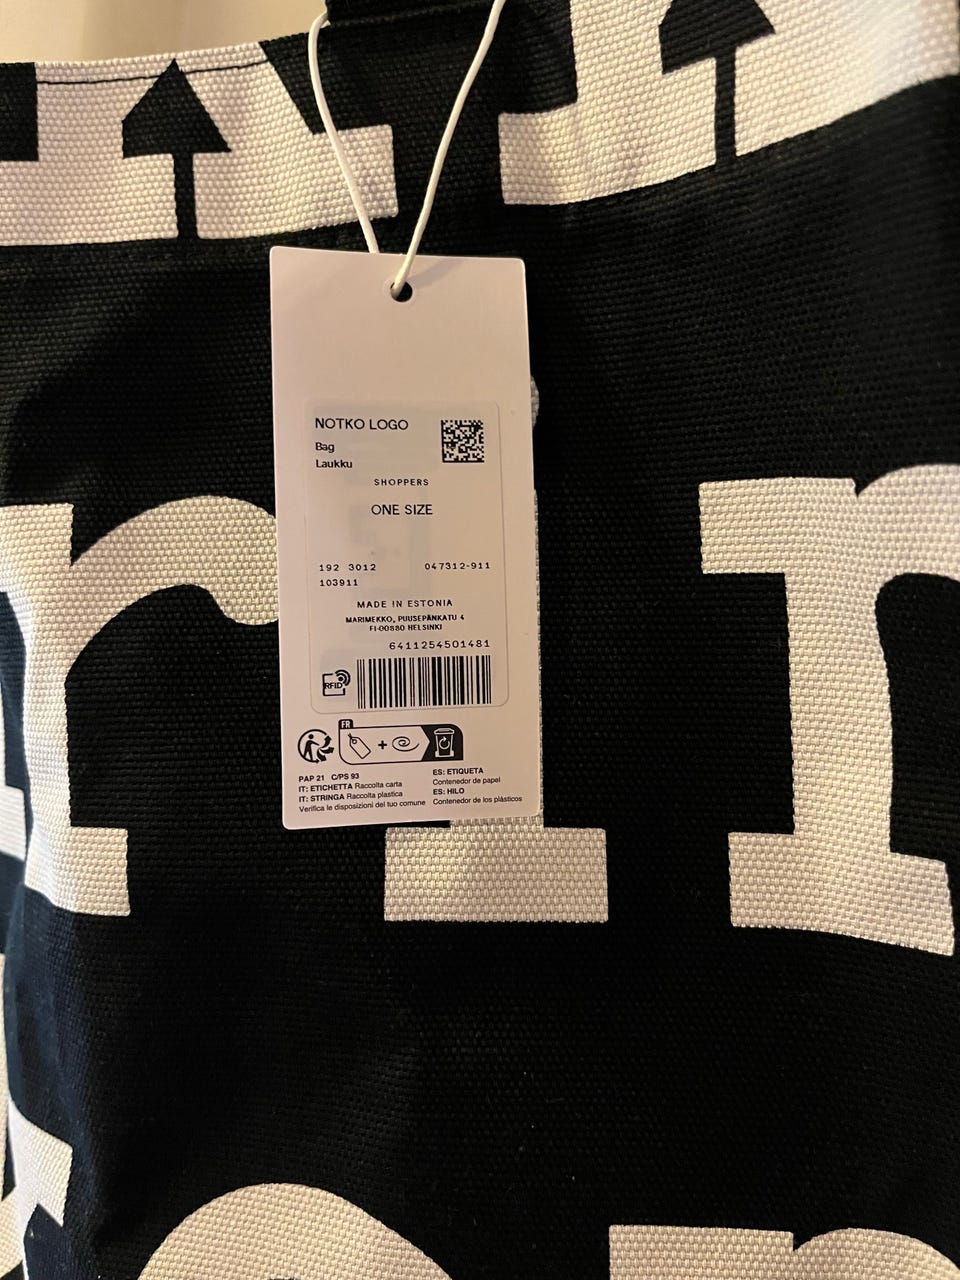 NOTKO LOGO
Bag
Laukku
SHOPPERS
ONE SIZE
192 3012 047312-911
103911
MADE IN ESTONIA
MARIMEKKO, PUUSEPÄNKATU 4
FI-00880 HELSINKI
6411254501481
RFID
FR
PAP 21 C/PS 93
IT: ETICHETTA Raccolta carta
IT: STRINGA Raccolta plastica
Verifica le disposizioni del tuo comune
ES: ETIQUETA
Contenedor de papel
ES: HILO
Contenedor de los plásticos